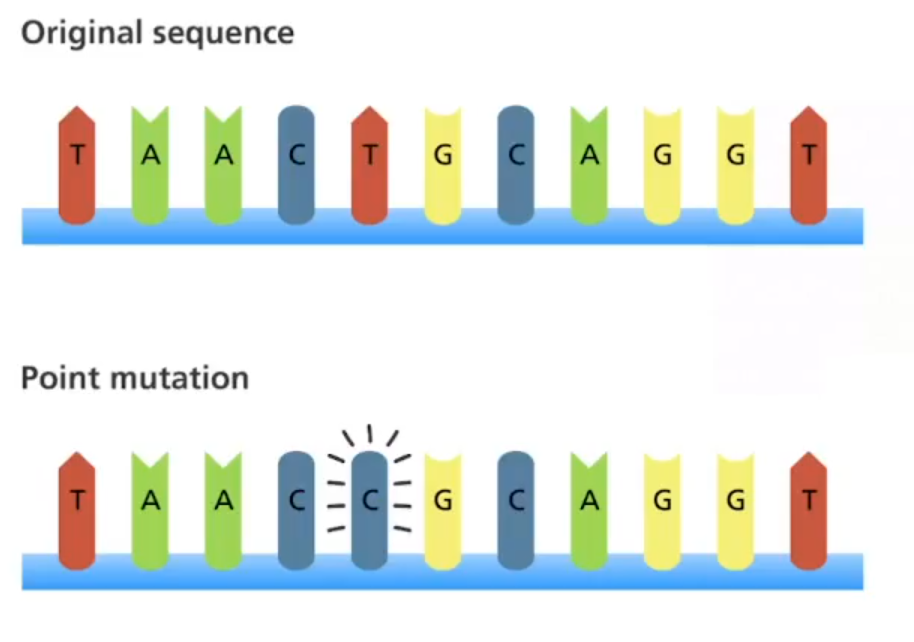 Original sequence
T A A C T G C A G G T
Point mutation
T A A C C G C A G G T